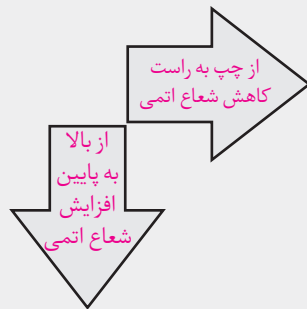 از چپ به راست
کاهش شعاع اتمی
از بالا
به پایین
افزایش
شعاع اتمی